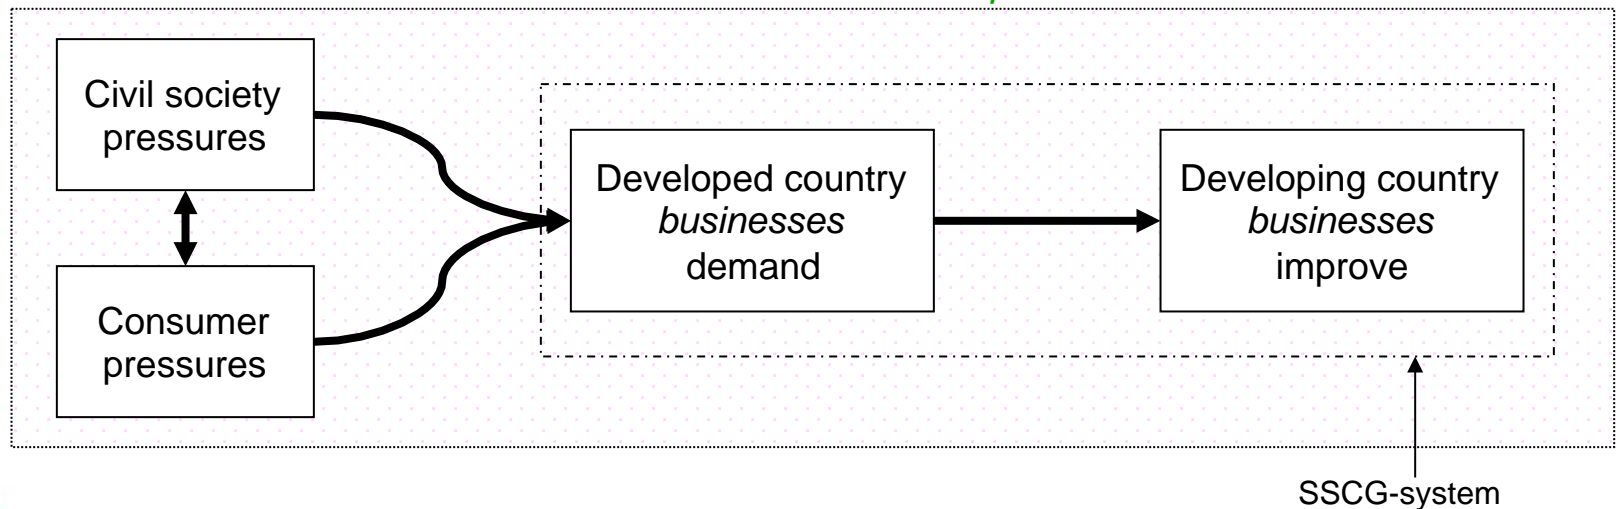 Civil society
pressures
Consumer
pressures
Developed country
businesses
demand
Developing country
businesses
improve
SSCG-system